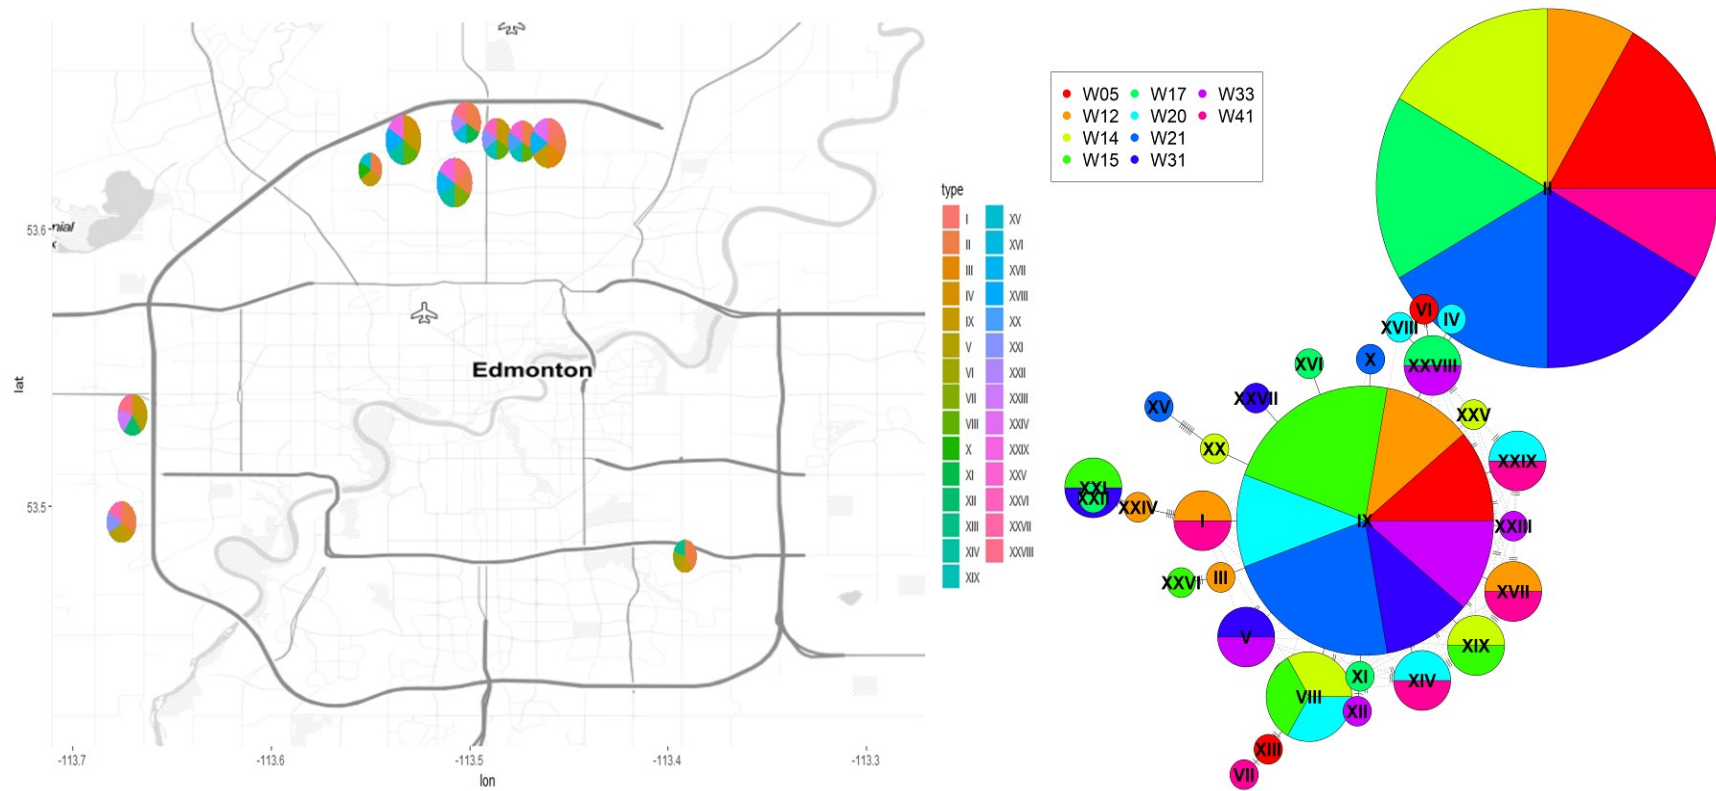 -nial
x
53.6
53.5
lat
Edmonton
-113.7
-113.6
-113.5
-113.4
-113.3
lon
type
I
II
III
IV
IX
V
VI
VII
VIII
X
XI
XII
XIII
XIV
XIX
XV
XVI
XVII
XVIII
XX
XXI
XXII
XXIII
XXIV
XXIX
XXV
XXVI
XXVII
XXVIII
W05 W17 W33
W12 W20 W41
W14 W21
W15 W31
II
VI
IV
XVIII
XXVIII
X
XVI
XXVII
XV
XXV
XX
XXIX
XXI
XXII
XXIV
I
IX
XXIII
XXVI
III
XVII
V
XIX
XI
XIV
VIII
XII
XIII
VII